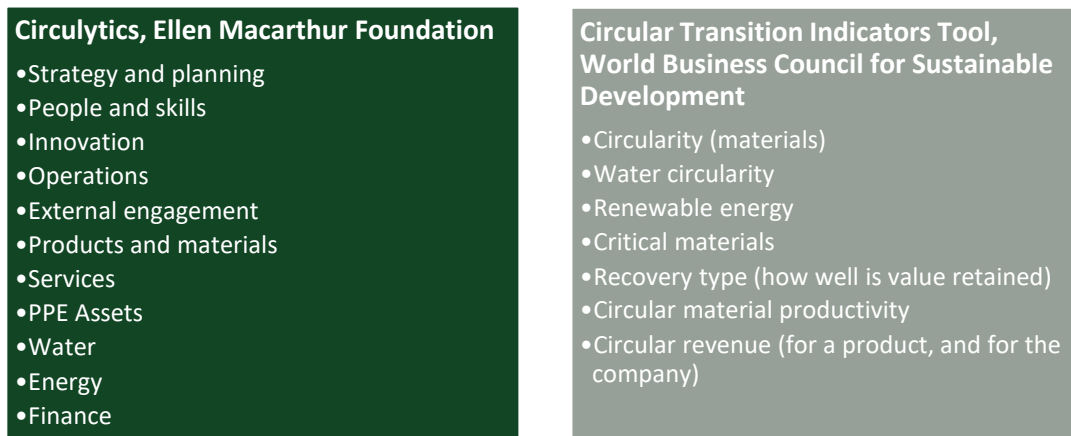 Circulytics, Ellen Macarthur Foundation
•Strategy and planning
•People and skills
•Innovation
•Operations
•External engagement
•Products and materials
•Services
•PPE Assets
•Water
•Energy
•Finance
Circular Transition Indicators Tool,
World Business Council for Sustainable
Development
•Circularity (materials)
•Water circularity
•Renewable energy
•Critical materials
•Recovery type (how well is value retained)
•Circular material productivity
•Circular revenue (for a product, and for the
company)